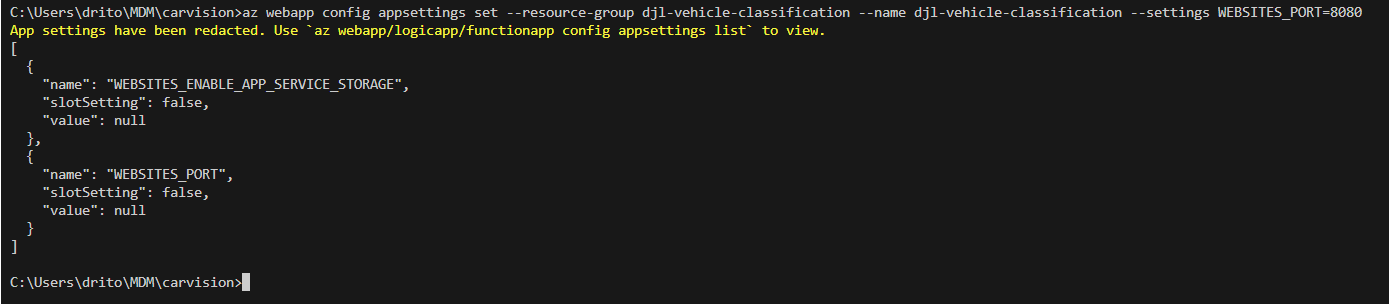 C:\Users\drito\MDM\carvision>az webapp config appsettings set --resource-group djl-vehicle-classification --name djl-vehicle-classification --settings WEBSITES_PORT=8080
App settings have been redacted. Use `az webapp/logicapp/functionapp config appsettings list` to view.
[
  {
    "name": "WEBSITES_ENABLE_APP_SERVICE_STORAGE",
    "slotSetting": false,
    "value": null
  },
  {
    "name": "WEBSITES_PORT",
    "slotSetting": false,
    "value": null
  }
]
C:\Users\drito\MDM\carvision>